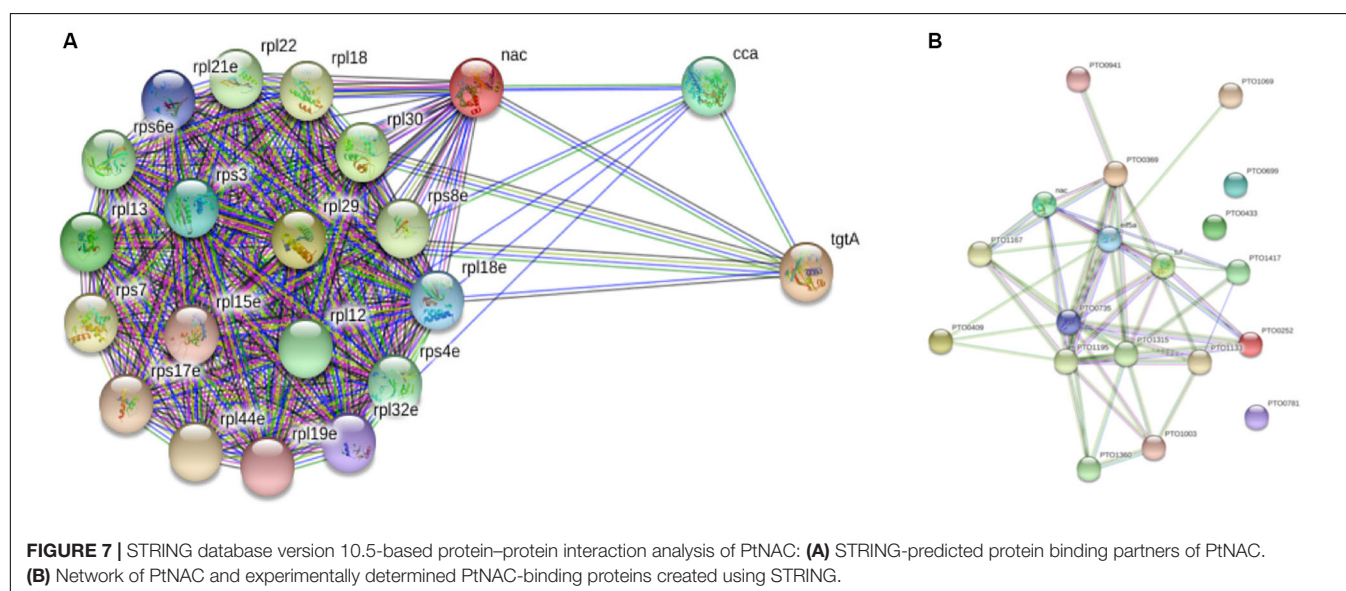 A
B
rpl22
rpl21e
rpl18
nac
cca
rpl30
rps6e
rps3
rps8e
rpl13
rpl29
tgtA
rpl18e
rps7
rpl15e
rpl12
rps4e
rps17e
rpl32e
rpl44e
rpl19e
PTO0941
PTO1069
PTO0369
PTO0699
nac
PTO0433
eif5a
PTO1167
tuf
PTO1417
PTO0735
PTO0409
PTO0252
PTO1195
PTO1315
PTO1133
PTO0781
PTO1003
PTO1360
FIGURE 7 | STRING database version 10.5-based protein–protein interaction analysis of PtNAC: (A) STRING-predicted protein binding partners of PtNAC.
(B) Network of PtNAC and experimentally determined PtNAC-binding proteins created using STRING.